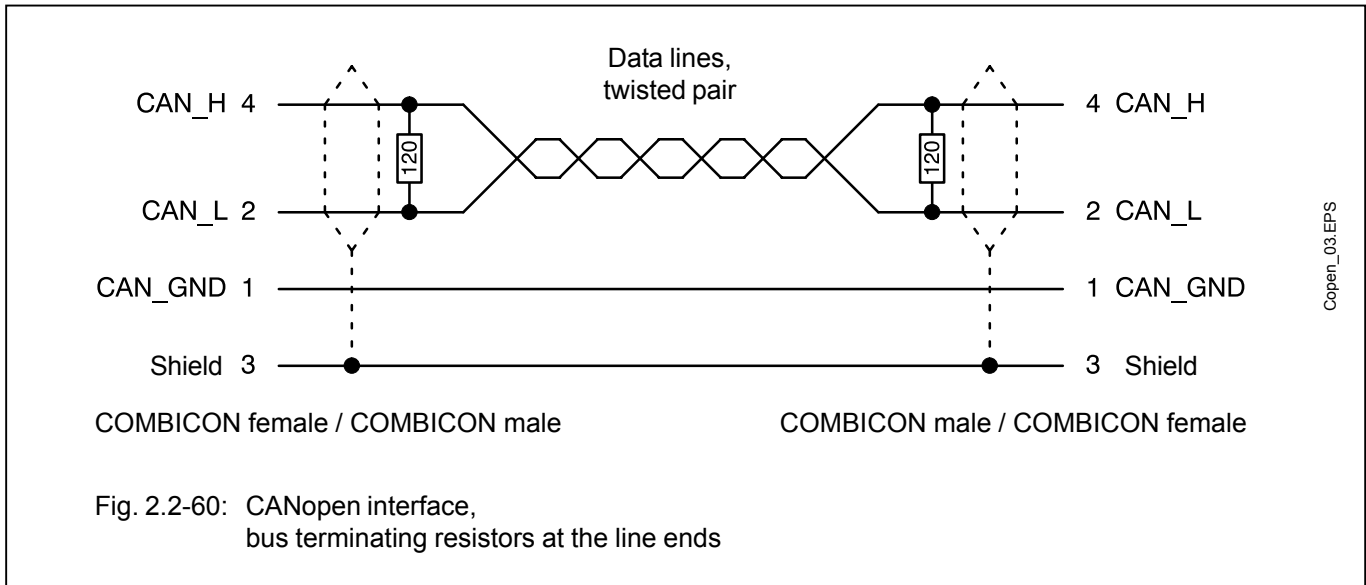 Data lines,
twisted pair
CAN_H 4
4 CAN_H
120
120
CAN_L 2
2 CAN_L
CAN_GND 1
1 CAN_GND
Shield 3
3 Shield
COMBICON female / COMBICON male
COMBICON male / COMBICON female
Fig. 2.2-60: CANopen interface,
bus terminating resistors at the line ends
Copen_03.EPS